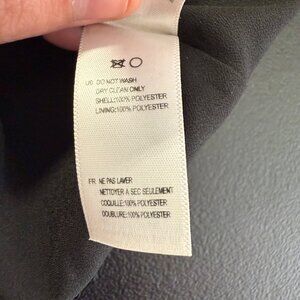 DO NOT WASH
DRY CLEAN ONLY
SHELL:100% POLYESTER
LINING:100% POLYESTER
FR NE PAS LAVER
NETTOYER A SEC SEULEMENT
COQUILLE:100% POLYESTER
DOUBLURE:100% POLYESTER